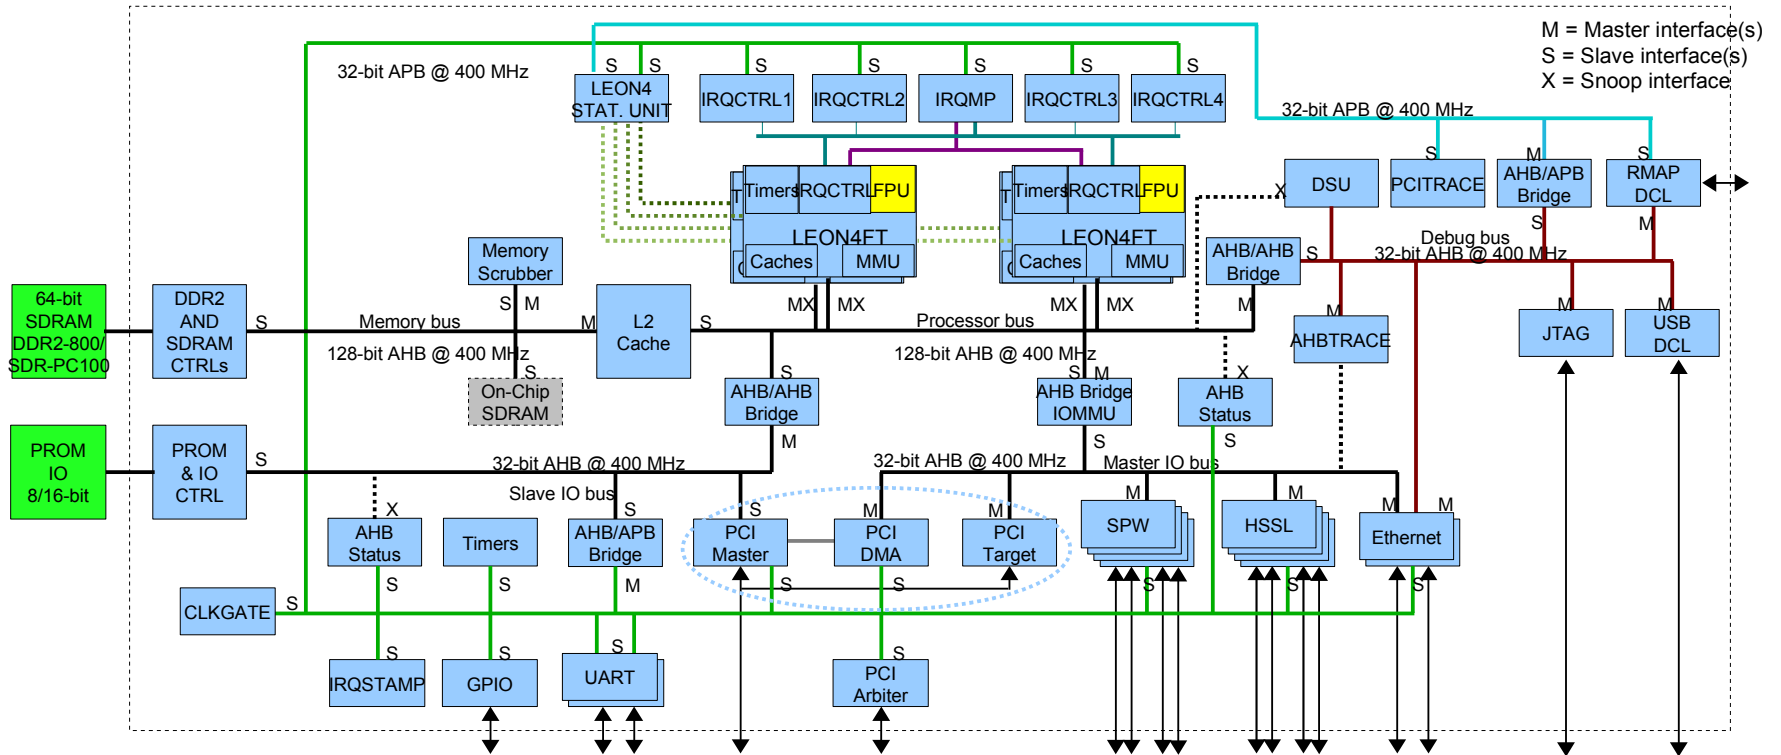 M = Master interface(s)
S = Slave interface(s)
X = Snoop interface
32-bit APB @ 400 MHz
S
S
S
S
S
S
S
LEON4
STAT. UNIT
IRQCTRL1
IRQCTRL2
IRQMP
IRQCTRL3
IRQCTRL4
32-bit APB @ 400 MHz
S
M
S
T
Timers
IRQCTRL
FPU
T
Timers
IRQCTRL
FPU
X
DSU
PCITRACE
AHB/APB
Bridge
RMAP
DCL
LEON4FT
LEON4FT
S
M
Debug bus
32-bit AHB @ 400 MHz
Memory
Scrubber
C
Caches
MMU
Caches
MMU
AHB/AHB
Bridge
S
64-bit
SDRAM
DDR2-800/
SDR-PC100
DDR2
AND
SDRAM
CTRLs
S
S
M
M
L2
Cache
S
MX
MX
MX
MX
M
M
M
M
Memory bus
Processor bus
128-bit AHB @ 400 MHz
128-bit AHB @ 400 MHz
AHBTRACE
JTAG
USB
DCL
S
On-Chip
SDRAM
S
AHB/AHB
Bridge
M
S
M
AHB Bridge
IOMMU
S
X
AHB
Status
S
PROM
IO
8/16-bit
PROM
& IO
CTRL
S
32-bit AHB @ 400 MHz
32-bit AHB @ 400 MHz
Master IO bus
Slave IO bus
X
S
S
M
M
M
M
M
M
AHB
Status
Timers
AHB/APB
Bridge
PCI
Master
PCI
DMA
PCI
Target
SPW
HSSL
Ethernet
S
S
M
S
S
S
S
S
CLKGATE
S
S
S
S
S
IRQSTAMP
GPIO
UART
PCI
Arbiter